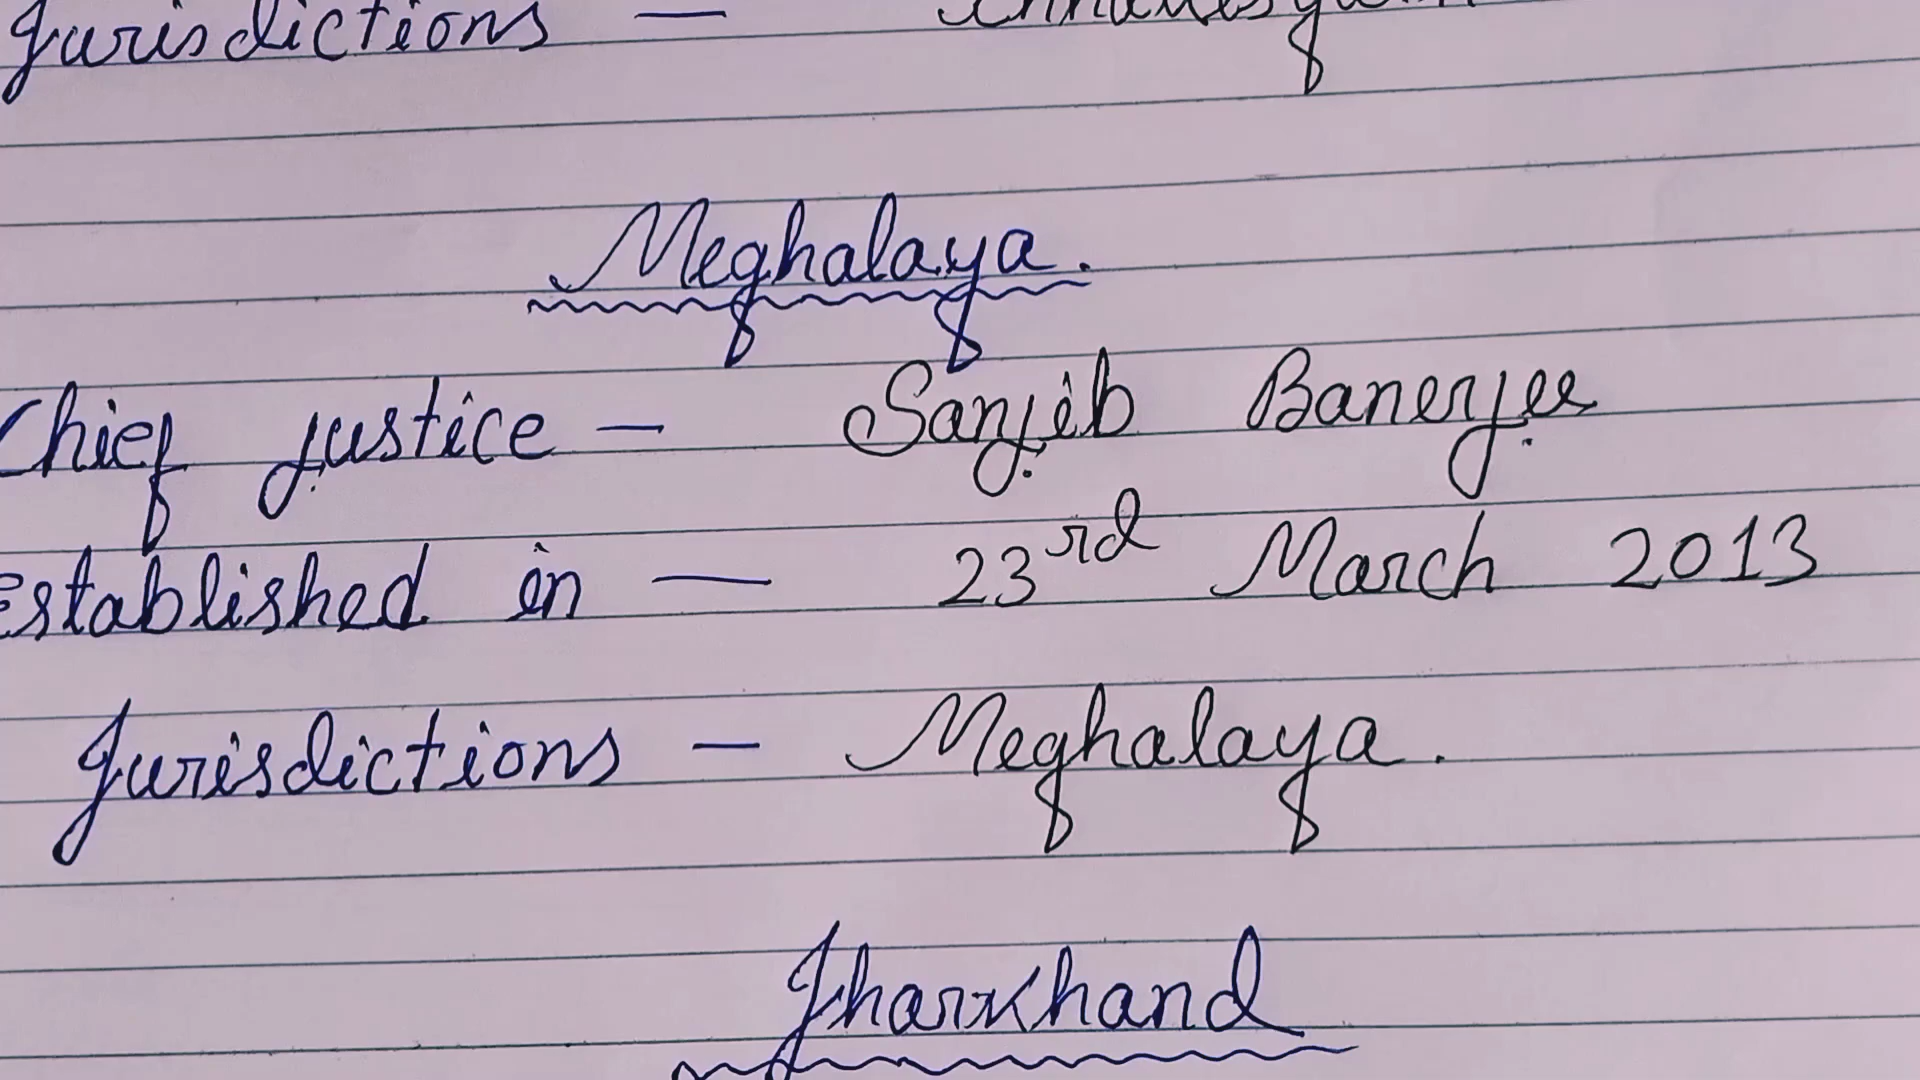 Jurisdictions —
Meghalaya.
Chief justice — Sanjib Banerjee
Established in — 23rd March 2013
Jurisdictions — Meghalaya.
Jharkhand